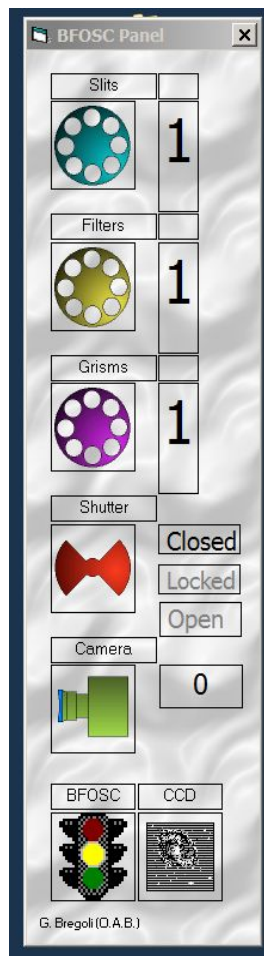 BFOSC Panel
Slits
1
Filters
1
Grisms
1
Shutter
Closed
Locked
Open
Camera
0
BFOSC CCD
G. Bregoli (O.A.B.)